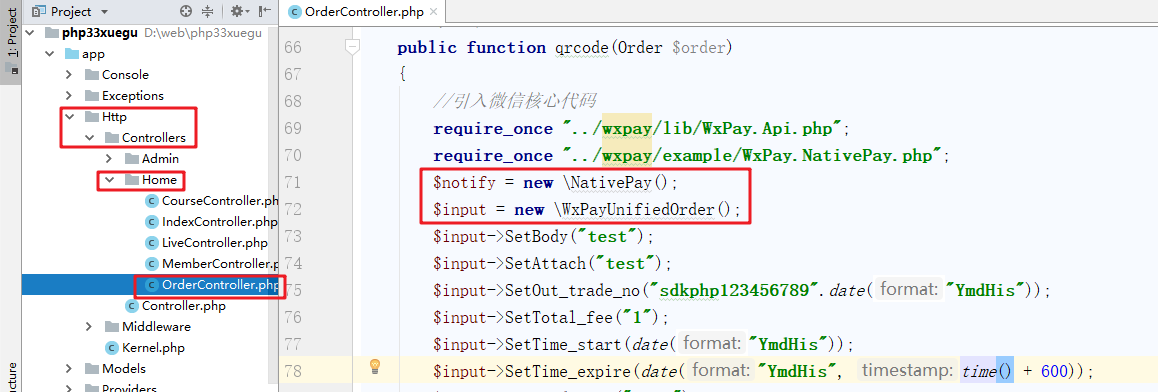 1: Project
Project
OrderController.php
php33xuegu D:\web\php33xuegu
app
Console
Exceptions
Http
Controllers
Admin
Home
CourseController.ph
IndexController.php
LiveController.php
MemberController.p
OrderController.php
Controller.php
Middleware
Kernel.php
Models
Providers
ucture
66 public function qrcode(Order $order)
67 {
68 //引入微信核心代码
69 require_once "../wxpay/lib/WxPay.Api.php";
70 require_once "../wxpay/example/WxPay.NativePay.php";
71 $notify = new \NativePay();
72 $input = new \WxPayUnifiedOrder();
73 $input->SetBody("test");
74 $input->SetAttach("test");
75 $input->SetOut_trade_no("sdkphp123456789".date( format: "YmdHis"));
76 $input->SetTotal_fee("1");
77 $input->SetTime_start(date( format: "YmdHis"));
78 $input->SetTime_expire(date( format: "YmdHis", timestamp: time() + 600));